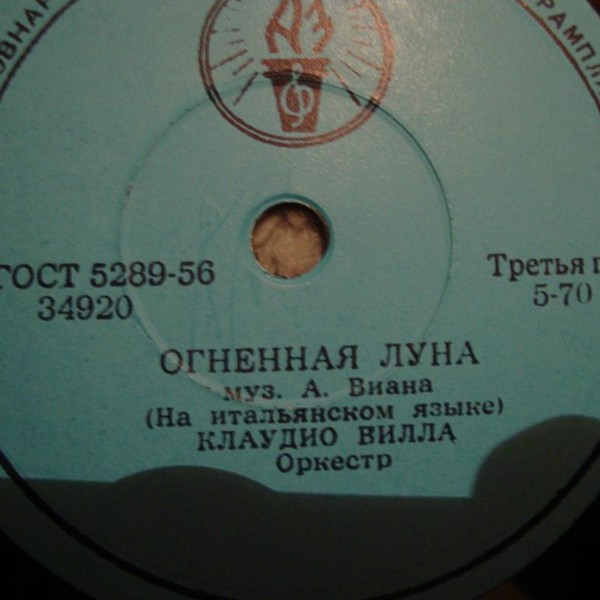 ГОСТ 5289-56
34920
Третья
5-70
ОГНЕННАЯ ЛУНА
муз. А. Виана
(На итальянском языке)
КЛАУДИО ВИЛЛА
Оркестр